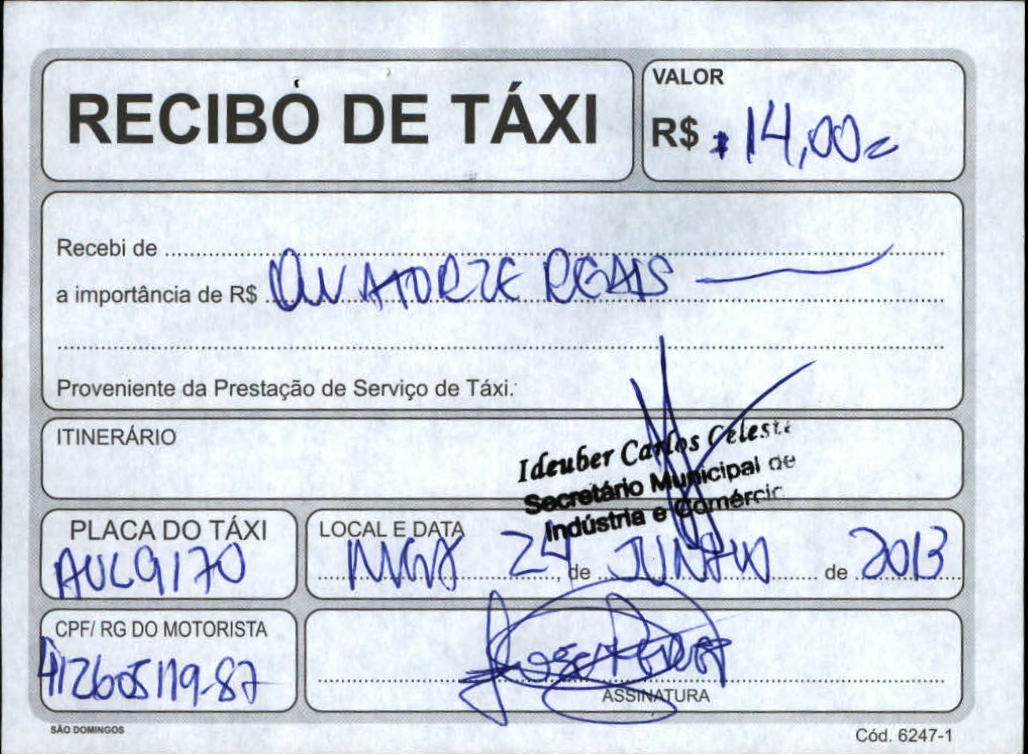 RECIBO DE TÁXI
VALOR
R$ 14,00
Recebi de
a importância de R$ QUATORZE REAIS
Proveniente da Prestação de Serviço de Táxi.
ITINERÁRIO
Ideuber Carlos Celeste
Secretário Municipal de
Indústria e Comércio
PLACA DO TÁXI
AUL9170
LOCAL E DATA
MGÁ 24 de JUNHO de 2013
CPF/ RG DO MOTORISTA
412605119-87
ASSINATURA
SÃO DOMINGOS
Cód. 6247-1